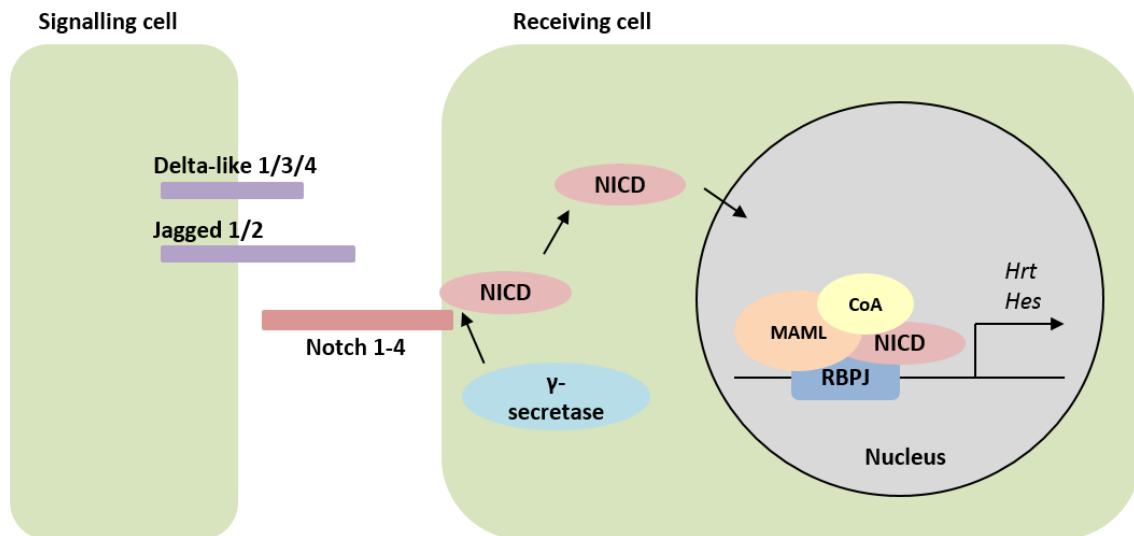 Signalling cell
Receiving cell
Delta-like 1/3/4
Jagged 1/2
NICD
NICD
Notch 1-4
γ-
secretase
Hrt
Hes
CoA
MAML
NICD
RBPJ
Nucleus